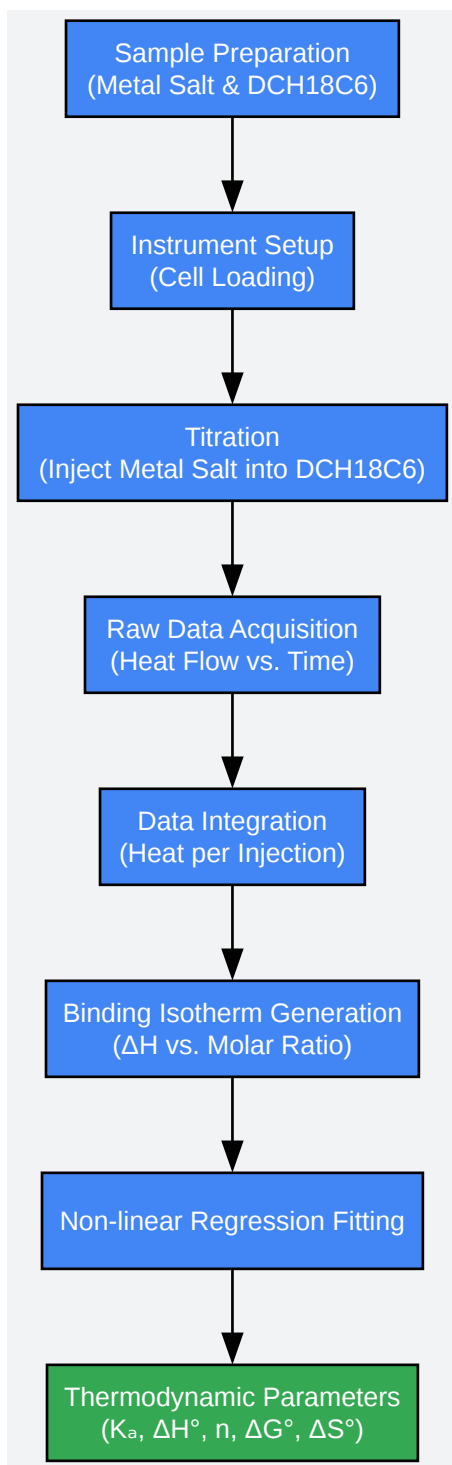 Sample Preparation
(Metal Salt & DCH18C6)
Instrument Setup
(Cell Loading)
Titration
(Inject Metal Salt into DCH18C6)
Raw Data Acquisition
(Heat Flow vs. Time)
Data Integration
(Heat per Injection)
Binding Isotherm Generation
(ΔH vs. Molar Ratio)
Non-linear Regression Fitting
Thermodynamic Parameters
(Kₐ, ΔH°, n, ΔG°, ΔS°)